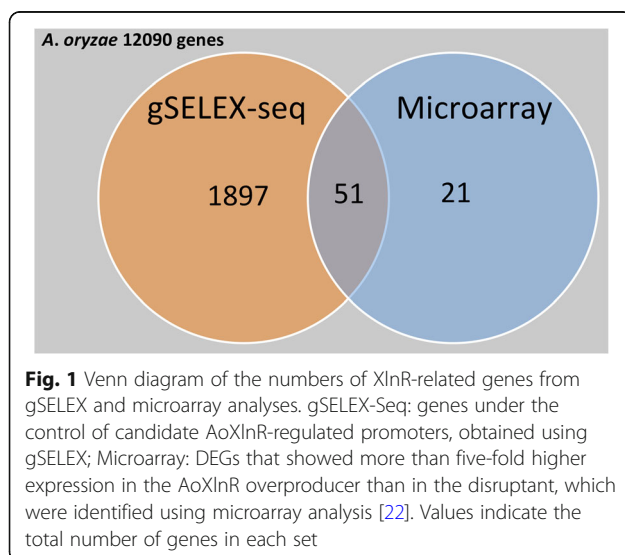 A. oryzae 12090 genes
gSELEX-seq
Microarray
1897
51
21
Fig. 1 Venn diagram of the numbers of XlnR-related genes from
gSELEX and microarray analyses. gSELEX-Seq: genes under the
control of candidate AoXlnR-regulated promoters, obtained using
gSELEX; Microarray: DEGs that showed more than five-fold higher
expression in the AoXlnR overproducer than in the disruptant, which
were identified using microarray analysis [22]. Values indicate the
total number of genes in each set